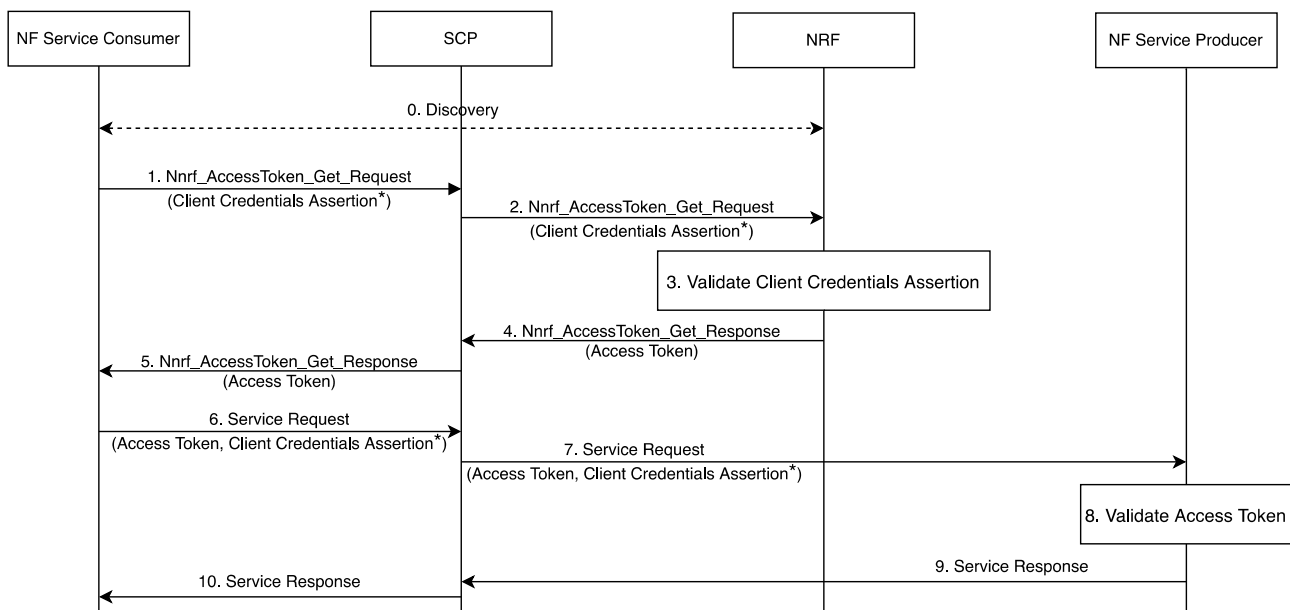 NF Service Consumer
SCP
NRF
NF Service Producer
0. Discovery
1. Nnrf_AccessToken_Get_Request
(Client Credentials Assertion*)
2. Nnrf_AccessToken_Get_Request
(Client Credentials Assertion*)
3. Validate Client Credentials Assertion
4. Nnrf_AccessToken_Get_Response
(Access Token)
5. Nnrf_AccessToken_Get_Response
(Access Token)
6. Service Request
(Access Token, Client Credentials Assertion*)
7. Service Request
(Access Token, Client Credentials Assertion*)
8. Validate Access Token
9. Service Response
10. Service Response